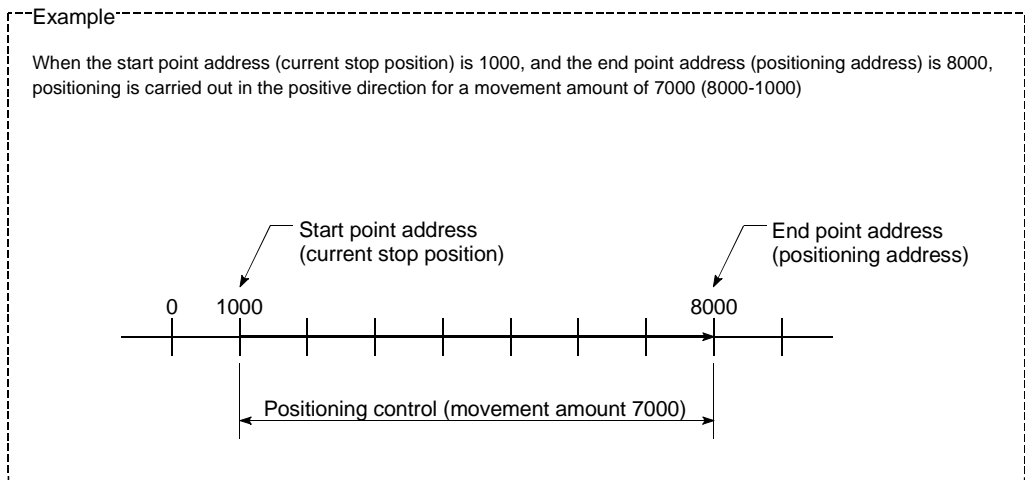 Example
When the start point address (current stop position) is 1000, and the end point address (positioning address) is 8000,
positioning is carried out in the positive direction for a movement amount of 7000 (8000-1000)
Start point address
(current stop position)
End point address
(positioning address)
0 1000 8000
Positioning control (movement amount 7000)